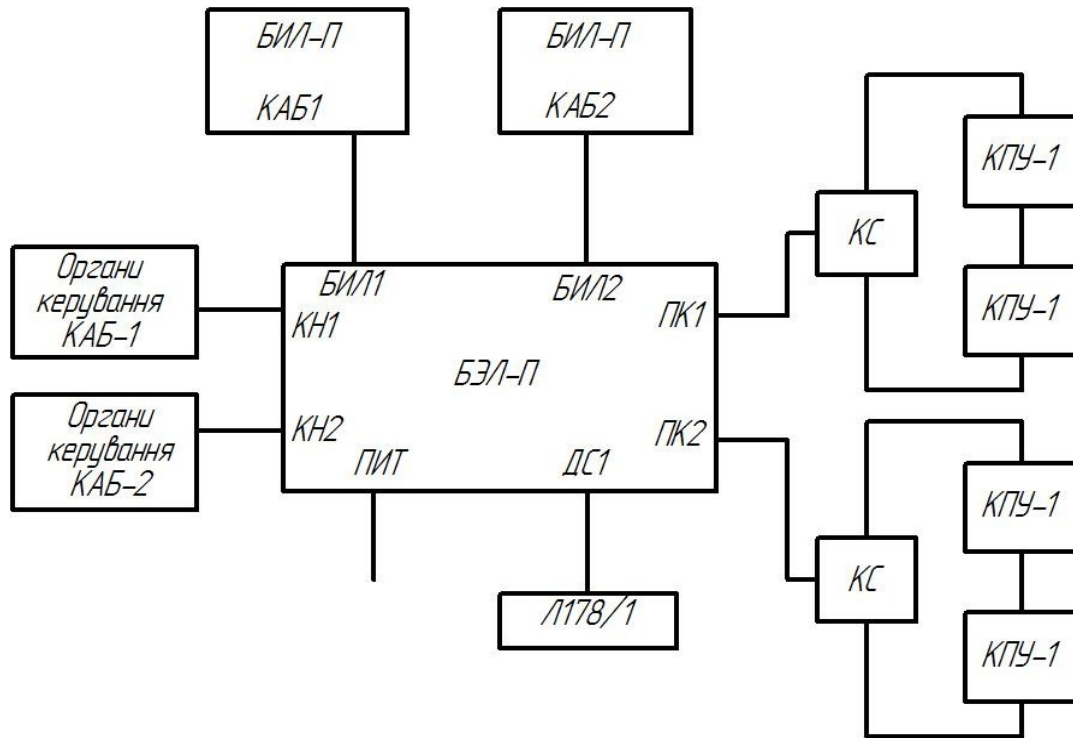 БИЛ-П
КАБ1
БИЛ-П
КАБ2
КПУ-1
КС
КПУ-1
Органи
керування
КАБ-1
БИЛ1
БИЛ2
КН1
ПК1
БЭЛ-П
Органи
керування
КАБ-2
КН2
ПК2
ПИТ
ДС1
КПУ-1
КС
Л178/1
КПУ-1